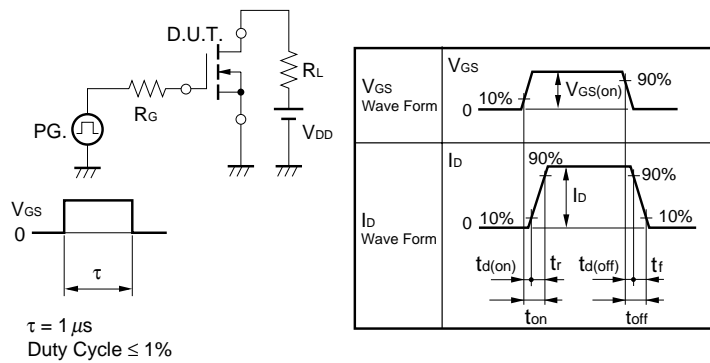 D.U.T.
RL
RG
PG.
VDD
VGS
0
τ
τ = 1 μs
Duty Cycle ≤ 1%
VGS
Wave Form
VGS
10%
0
VGS(on)
90%
ID
Wave Form
ID
90%
90%
ID
0
10%
10%
td(on)
tr
td(off)
tf
ton
toff